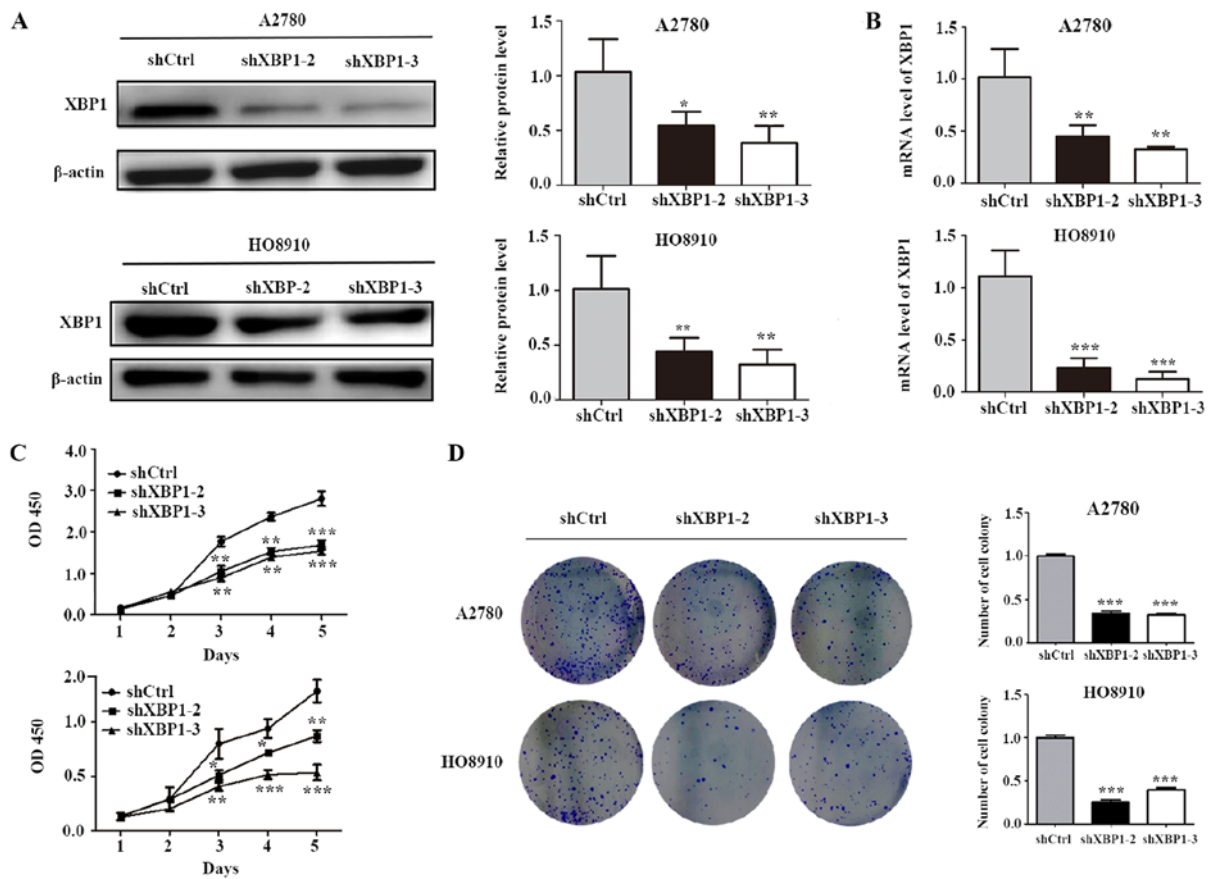 A
A2780
shCtrl shXBP1-2 shXBP1-3
XBP1
β-actin
HO8910
shCtrl shXBP-2 shXBP1-3
XBP1
β-actin
A2780
Relative protein level
1.5
1.0
0.5
0.0
*
**
shCtrl shXBP1-2 shXBP1-3
HO8910
Relative protein level
1.5
1.0
0.5
0.0
**
**
shCtrl shXBP1-2 shXBP1-3
B
A2780
mRNA level of XBP1
1.5
1.0
0.5
0.0
**
**
shCtrl shXBP1-2 shXBP1-3
HO8910
mRNA level of XBP1
1.5
1.0
0.5
0.0
***
***
shCtrl shXBP1-2 shXBP1-3
C
OD 450
4.0
3.0
2.0
1.0
0.0
shCtrl
shXBP1-2
shXBP1-3
**
**
**
**
***
***
1 2 3 4 5
Days
OD 450
2.0
1.0
0.5
0.0
shCtrl
shXBP1-2
shXBP1-3
*
**
*
***
**
***
1 2 3 4 5
Days
D
shCtrl shXBP1-2 shXBP1-3
A2780
HO8910
A2780
Number of cell colony
1.5
1.0
0.5
0.0
***
***
shCtrl shXBP1-2 shXBP1-3
HO8910
Number of cell colony
1.5
1.0
0.5
0.0
***
***
shCtrl shXBP1-2 shXBP1-3